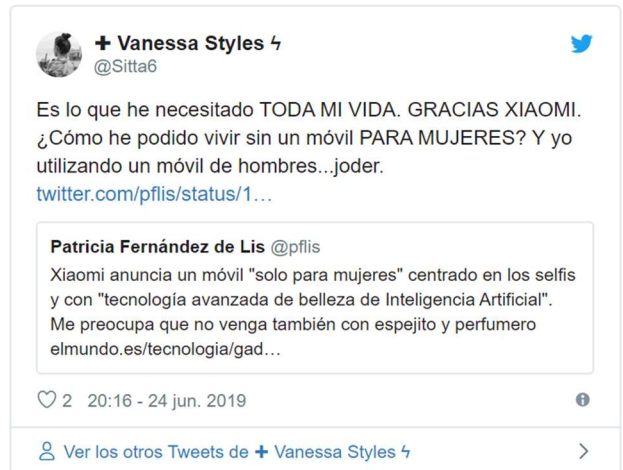 ✚ Vanessa Styles ϟ
@Sitta6
Es lo que he necesitado TODA MI VIDA. GRACIAS XIAOMI.
¿Cómo he podido vivir sin un móvil PARA MUJERES? Y yo
utilizando un móvil de hombres...joder.
twitter.com/pflis/status/1…
Patricia Fernández de Lis @pflis
Xiaomi anuncia un móvil "solo para mujeres" centrado en los selfis
y con "tecnología avanzada de belleza de Inteligencia Artificial".
Me preocupa que no venga también con espejito y perfumero
elmundo.es/tecnologia/gad…
2 20:16 - 24 jun. 2019
Ver los otros Tweets de ✚ Vanessa Styles ϟ